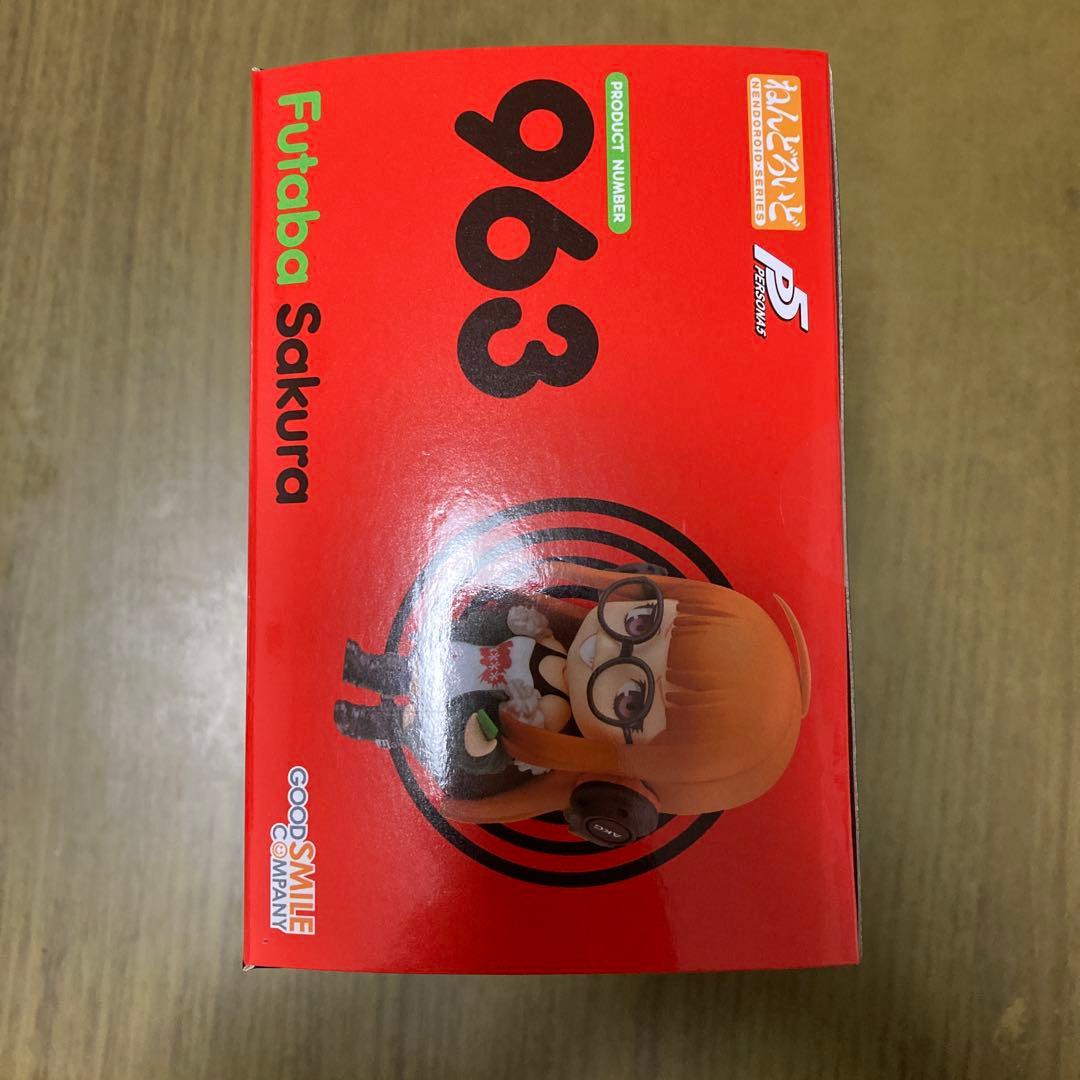 ねんどろいど
NENDOROID·SERIES
P5
PERSONA5
PRODUCT NUMBER
963
Futaba Sakura
AKG
GOOD SMILE
COMPANY